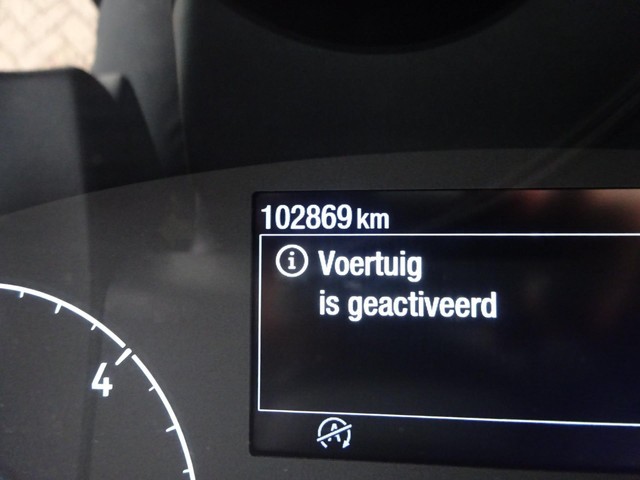 102869 km
i Voertuig
is geactiveerd
4
A